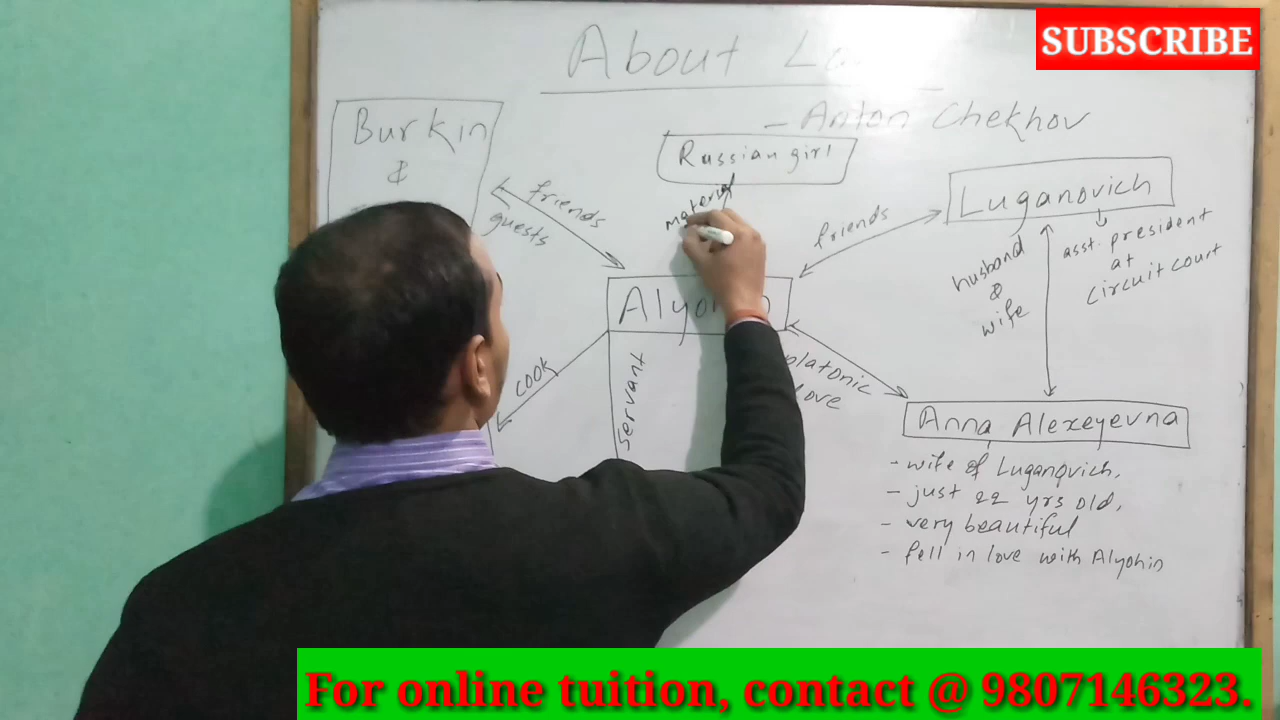 SUBSCRIBE
About
- Anton Chekhov
Burkin
&
Russian girl
material
friends
guests
friends
Luganovich
asst. president
at
circuit court
husband
&
wife
cook
Servant
platonic
love
Anna Alexeyevna
- wife of Luganovich,
- just 22 yrs old,
- very beautiful
- fell in love with Alyohin
For online tuition, contact @ 9807146323.